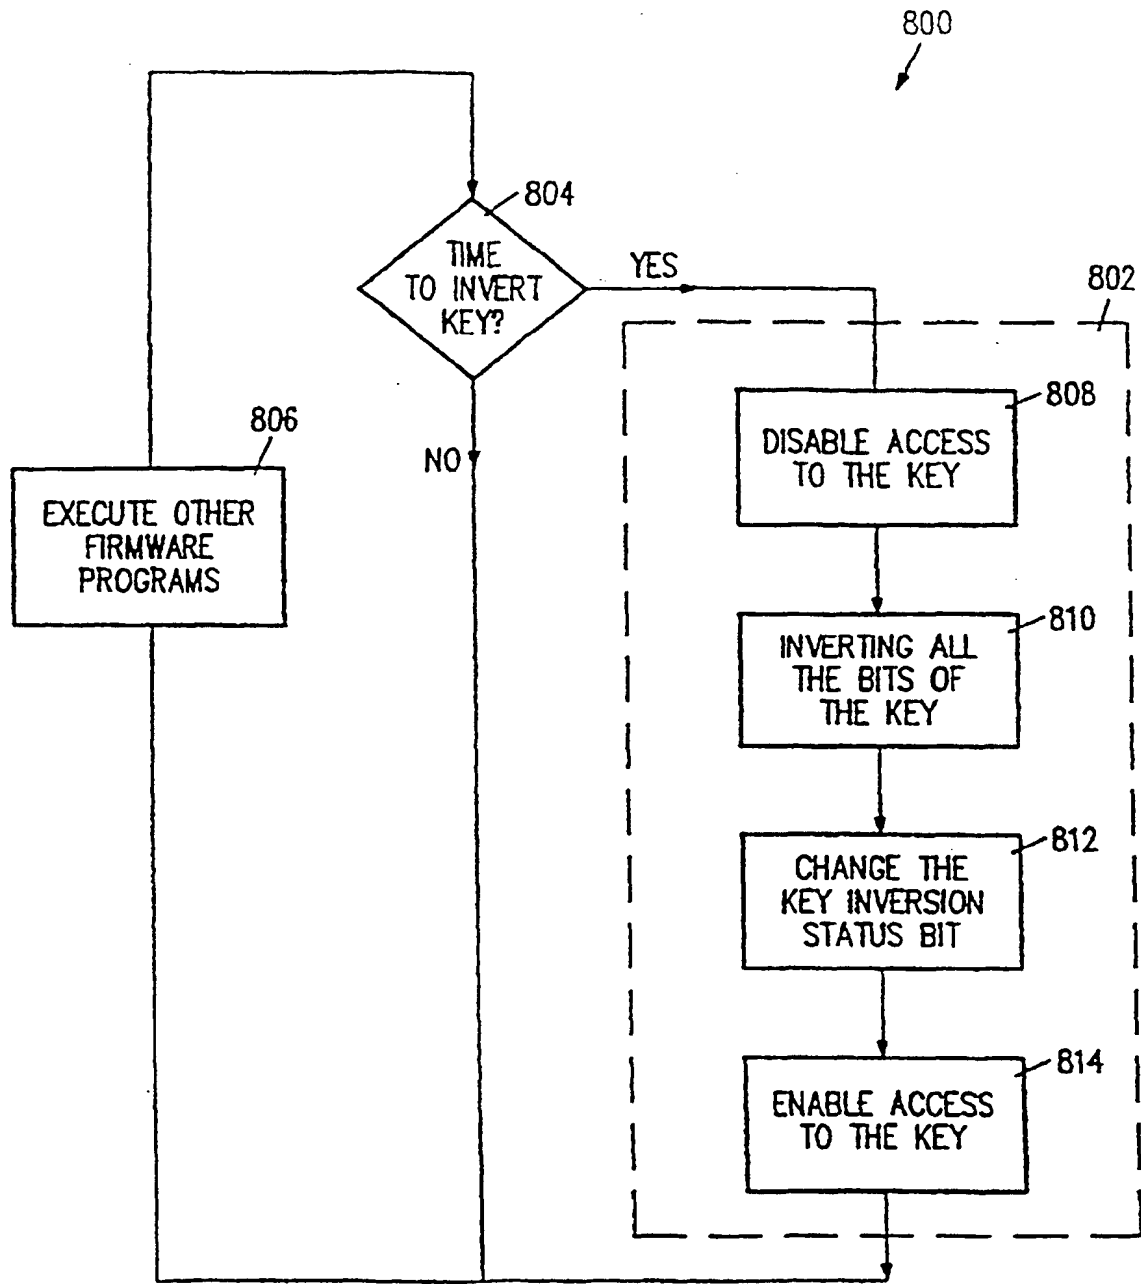 800
804
TIME
TO INVERT
KEY?
YES
802
808
DISABLE ACCESS
TO THE KEY
806
NO
EXECUTE OTHER
FIRMWARE
PROGRAMS
810
INVERTING ALL
THE BITS OF
THE KEY
812
CHANGE THE
KEY INVERSION
STATUS BIT
814
ENABLE ACCESS
TO THE KEY